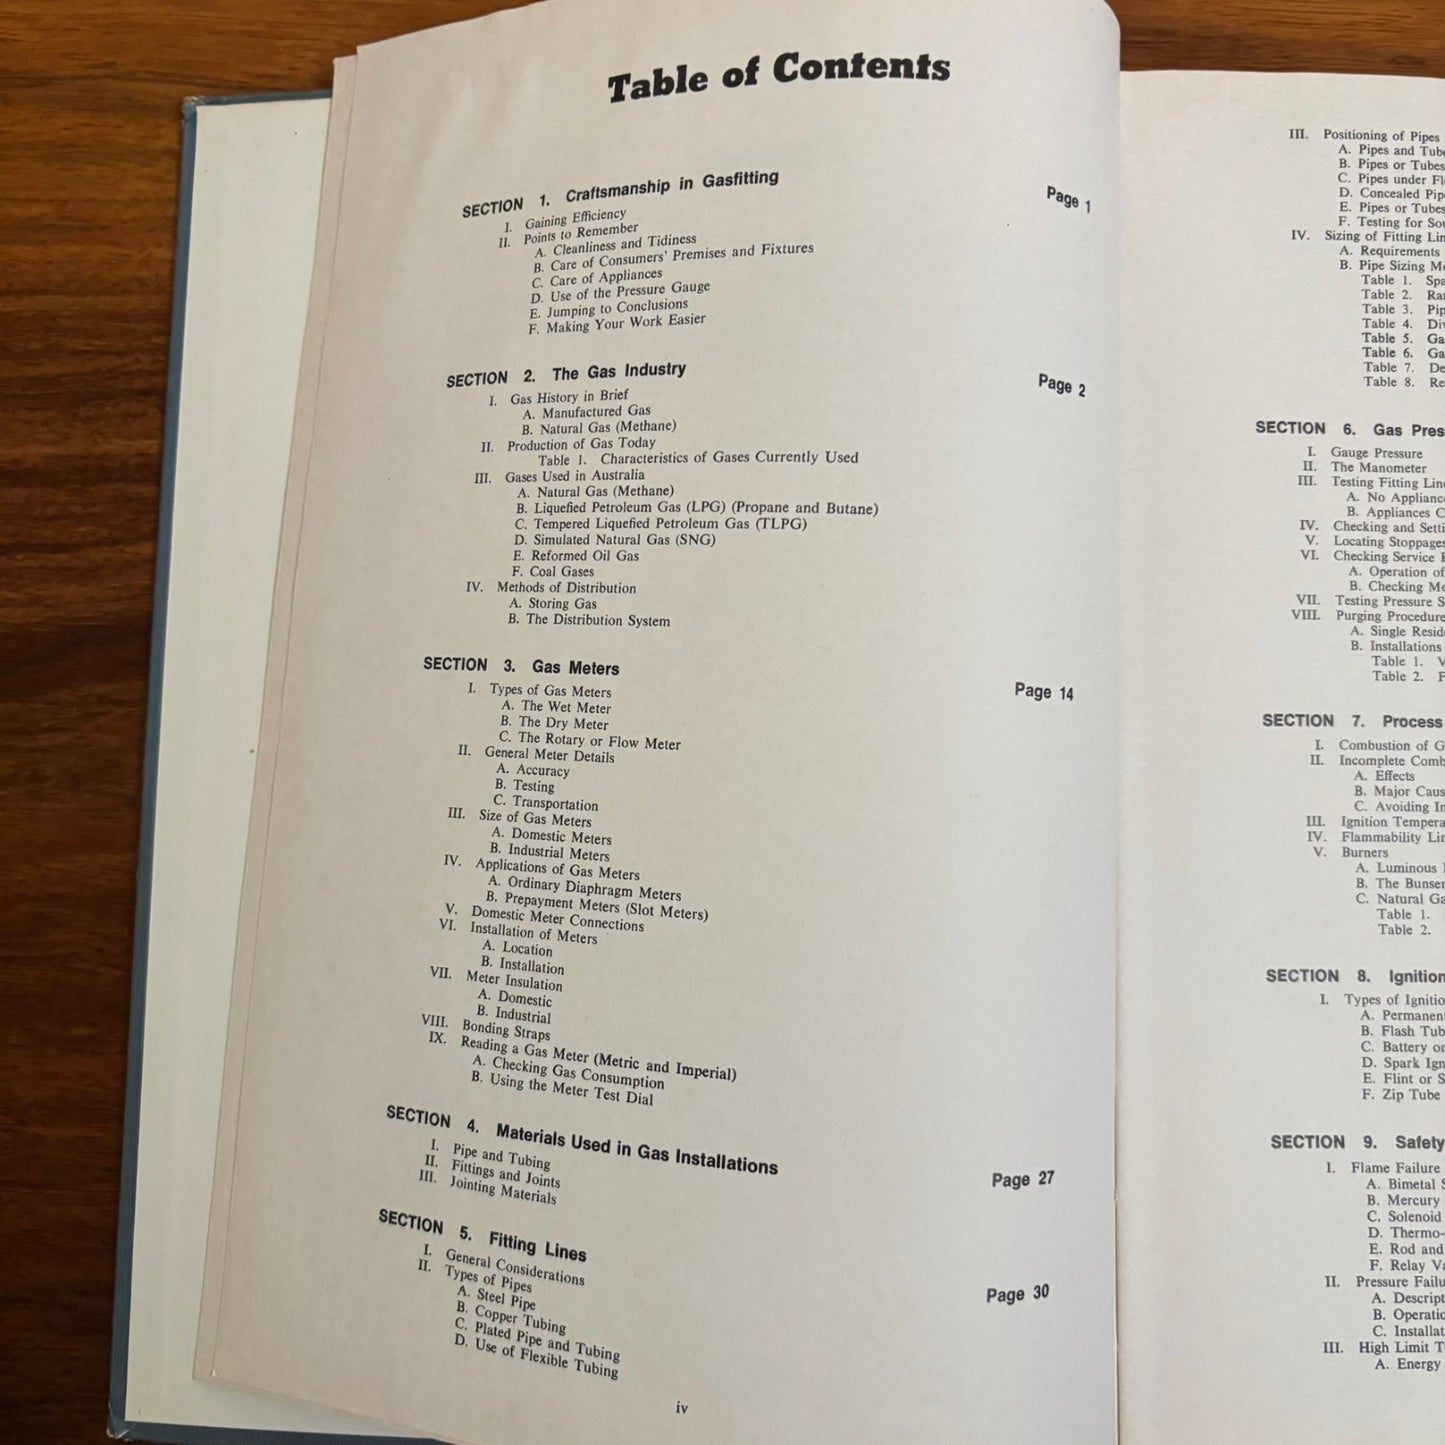 Table of Contents
SECTION 1. Craftsmanship in Gasfitting Page 1
I. Gaining Efficiency
II. Points to Remember
A. Cleanliness and Tidiness
B. Care of Consumers' Premises and Fixtures
C. Care of Appliances
D. Use of the Pressure Gauge
E. Jumping to Conclusions
F. Making Your Work Easier
SECTION 2. The Gas Industry Page 2
I. Gas History in Brief
A. Manufactured Gas
B. Natural Gas (Methane)
II. Production of Gas Today
Table 1. Characteristics of Gases Currently Used
III. Gases Used in Australia
A. Natural Gas (Methane)
B. Liquefied Petroleum Gas (LPG) (Propane and Butane)
C. Tempered Liquefied Petroleum Gas (TLPG)
D. Simulated Natural Gas (SNG)
E. Reformed Oil Gas
F. Coal Gases
IV. Methods of Distribution
A. Storing Gas
B. The Distribution System
SECTION 3. Gas Meters Page 14
I. Types of Gas Meters
A. The Wet Meter
B. The Dry Meter
C. The Rotary or Flow Meter
II. General Meter Details
A. Accuracy
B. Testing
C. Transportation
III. Size of Gas Meters
A. Domestic Meters
B. Industrial Meters
IV. Applications of Gas Meters
A. Ordinary Diaphragm Meters
B. Prepayment Meters (Slot Meters)
V. Domestic Meter Connections
VI. Installation of Meters
A. Location
B. Installation
VII. Meter Insulation
A. Domestic
B. Industrial
VIII. Bonding Straps
IX. Reading a Gas Meter (Metric and Imperial)
A. Checking Gas Consumption
B. Using the Meter Test Dial
SECTION 4. Materials Used in Gas Installations Page 27
I. Pipe and Tubing
II. Fittings and Joints
III. Jointing Materials
SECTION 5. Fitting Lines Page 30
I. General Considerations
II. Types of Pipes
A. Steel Pipe
B. Copper Tubing
C. Plated Pipe and Tubing
D. Use of Flexible Tubing
iv
III. Positioning of Pipes
A. Pipes and
B. Pipes or Tubes
C. Pipes under
D. Concealed
E. Pipes or Tubes
F. Testing for
IV. Sizing of Fitting
A. Requirements
B. Pipe Sizing
Table 1.
Table 2.
Table 3.
Table 4.
Table 5.
Table 6.
Table 7.
Table 8.
SECTION 6. Gas
I. Gauge Pressure
II. The Manometer
III. Testing Fitting
A. No
B. Appliances
IV. Checking and
V. Locating Stoppages
VI. Checking Service
A. Operation of
B. Checking
VII. Testing Pressure
VIII. Purging Procedure
A. Single
B. Installations
Table 1.
Table 2.
SECTION 7. Process
I. Combustion of
II. Incomplete
A. Effects
B. Major
C. Avoiding
III. Ignition
IV. Flammability
V. Burners
A. Luminous
B. The
C. Natural
Table 1.
Table 2.
SECTION 8. Ignition
I. Types of
A.
B. Flash
C. Battery or
D. Spark
E. Flint or
F. Zip Tube
SECTION 9. Safety
I. Flame Failure
A. Bimetal
B. Mercury
C. Solenoid
D. Thermo-
E. Rod and
F. Relay
II. Pressure
A.
B.
C.
III. High Limit
A. Energy